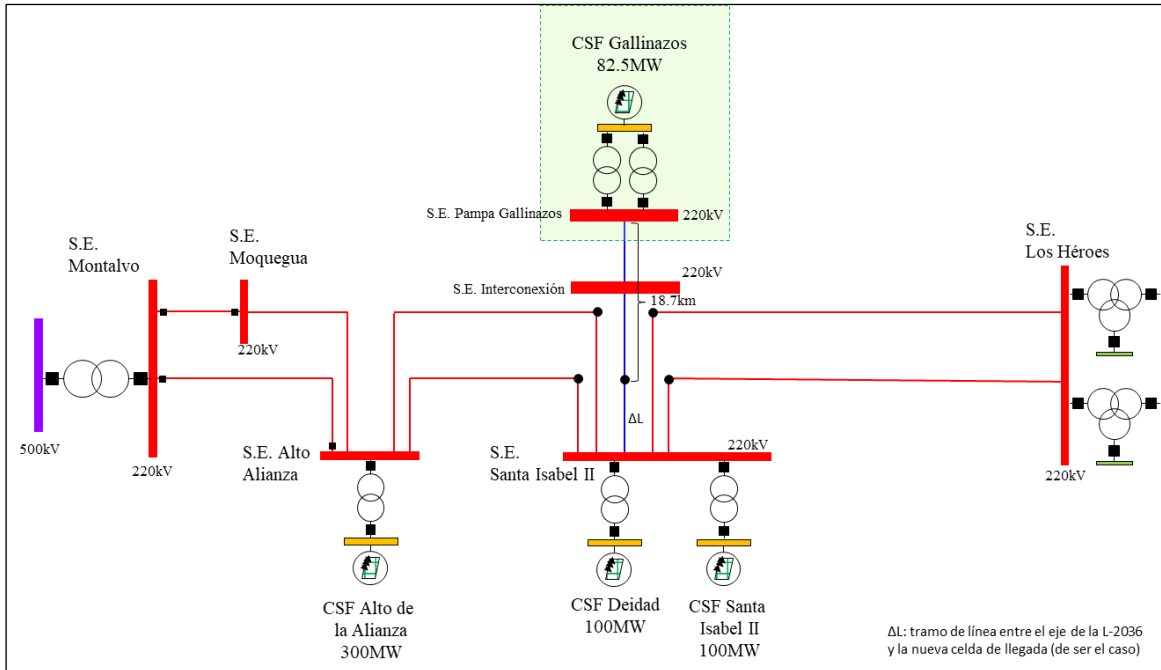 CSF Gallinazos
82.5MW
S.E. Pampa Gallinazos
220kV
S.E.
Montalvo
S.E.
Moquegua
220kV
S.E. Interconexión
18.7km
S.E.
Los Héroes
220kV
500kV
220kV
S.E. Alto
Alianza
S.E.
Santa Isabel II
ΔL
220kV
220kV
CSF Alto de
la Alianza
300MW
CSF Deidad
100MW
CSF Santa
Isabel II
100MW
ΔL: tramo de línea entre el eje de la L-2036
y la nueva celda de llegada (de ser el caso)